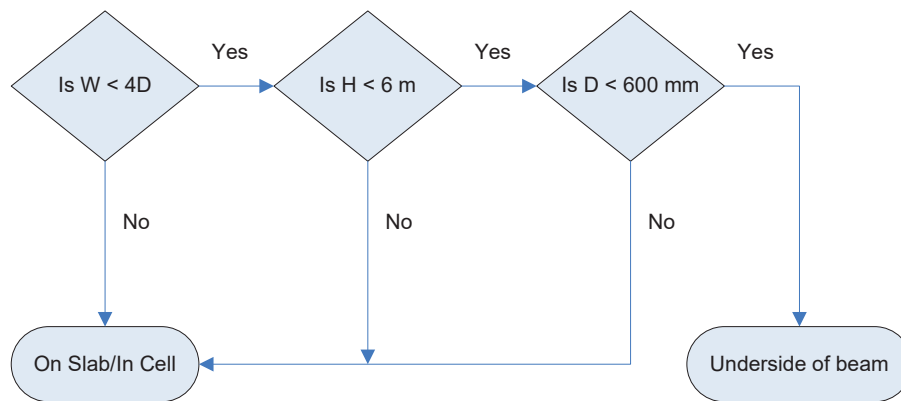 Yes
Yes
Yes
Is W < 4D
Is H < 6 m
Is D < 600 mm
No
No
No
On Slab/In Cell
Underside of beam